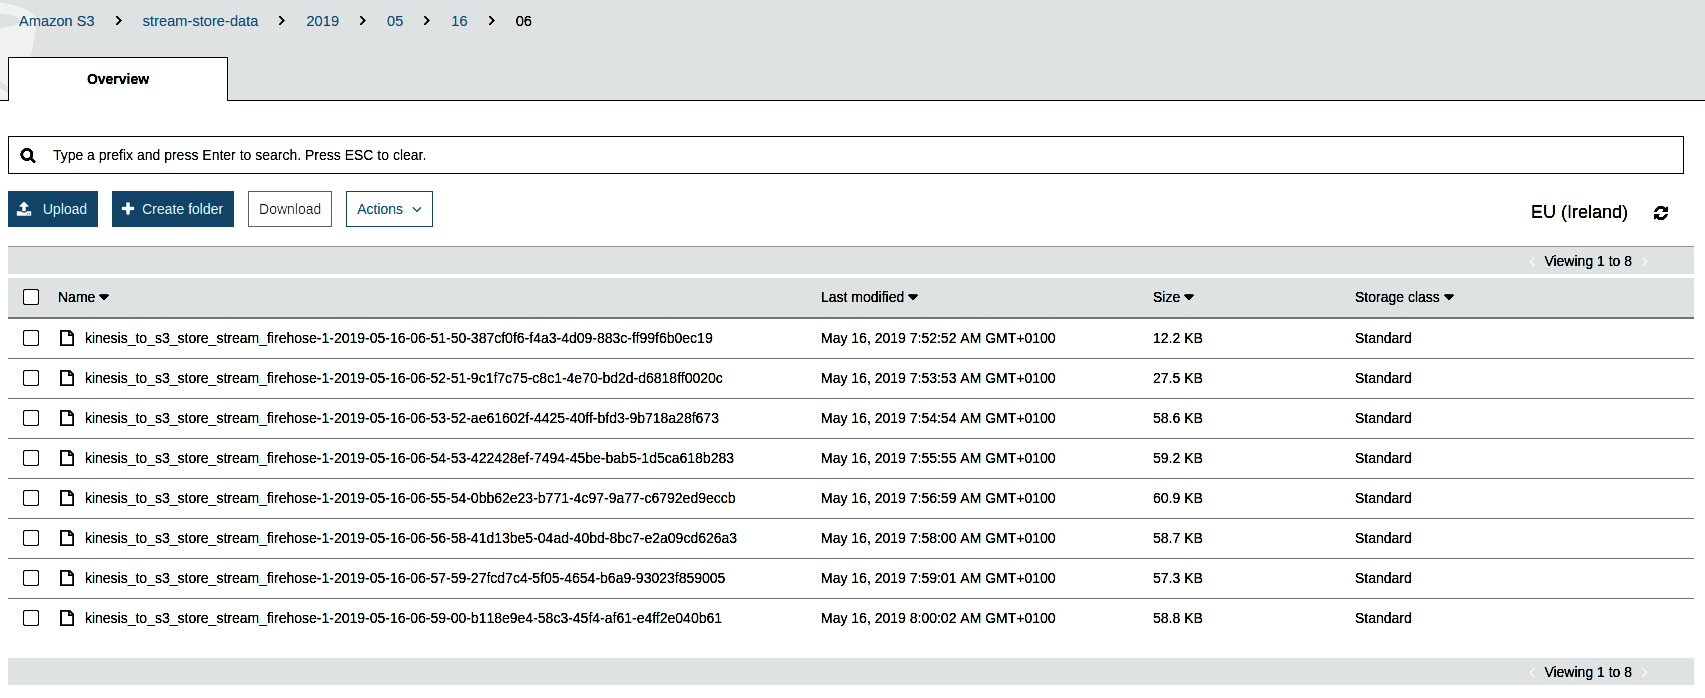 Amazon S3 > stream-store-data > 2019 > 05 > 16 > 06
Overview
Type a prefix and press Enter to search. Press ESC to clear.
Upload Create folder Download Actions
EU (Ireland)
Viewing 1 to 8
Name Last modified Size Storage class
kinesis_to_s3_store_stream_firehose-1-2019-05-16-06-51-50-387cf0f6-f4a3-4d09-883c-ff99f6b0ec19 May 16, 2019 7:52:52 AM GMT+0100 12.2 KB Standard
kinesis_to_s3_store_stream_firehose-1-2019-05-16-06-52-51-9c1f7c75-c8c1-4e70-bd2d-d6818ff0020c May 16, 2019 7:53:53 AM GMT+0100 27.5 KB Standard
kinesis_to_s3_store_stream_firehose-1-2019-05-16-06-53-52-ae61602f-4425-40ff-bfd3-9b718a28f673 May 16, 2019 7:54:54 AM GMT+0100 58.6 KB Standard
kinesis_to_s3_store_stream_firehose-1-2019-05-16-06-54-53-422428ef-7494-45be-bab5-1d5ca618b283 May 16, 2019 7:55:55 AM GMT+0100 59.2 KB Standard
kinesis_to_s3_store_stream_firehose-1-2019-05-16-06-55-54-0bb62e23-b771-4c97-9a77-c6792ed9eccb May 16, 2019 7:56:59 AM GMT+0100 60.9 KB Standard
kinesis_to_s3_store_stream_firehose-1-2019-05-16-06-56-58-41d13be5-04ad-40bd-8bc7-e2a09cd626a3 May 16, 2019 7:58:00 AM GMT+0100 58.7 KB Standard
kinesis_to_s3_store_stream_firehose-1-2019-05-16-06-57-59-27fcd7c4-5f05-4654-b6a9-93023f859005 May 16, 2019 7:59:01 AM GMT+0100 57.3 KB Standard
kinesis_to_s3_store_stream_firehose-1-2019-05-16-06-59-00-b118e9e4-58c3-45f4-af61-e4ff2e040b61 May 16, 2019 8:00:02 AM GMT+0100 58.8 KB Standard
Viewing 1 to 8